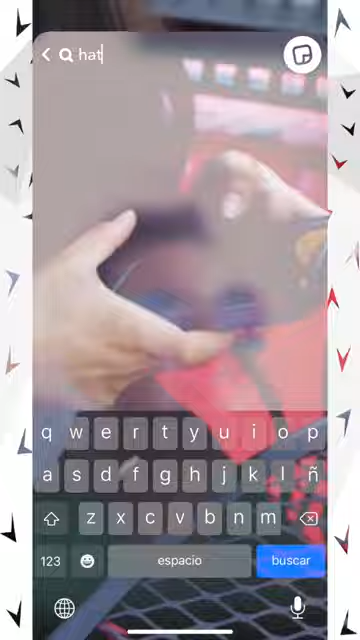 hat
q w e r t y u i o p
a s d f g h j k l ñ
z x c v b n m
123 espacio buscar